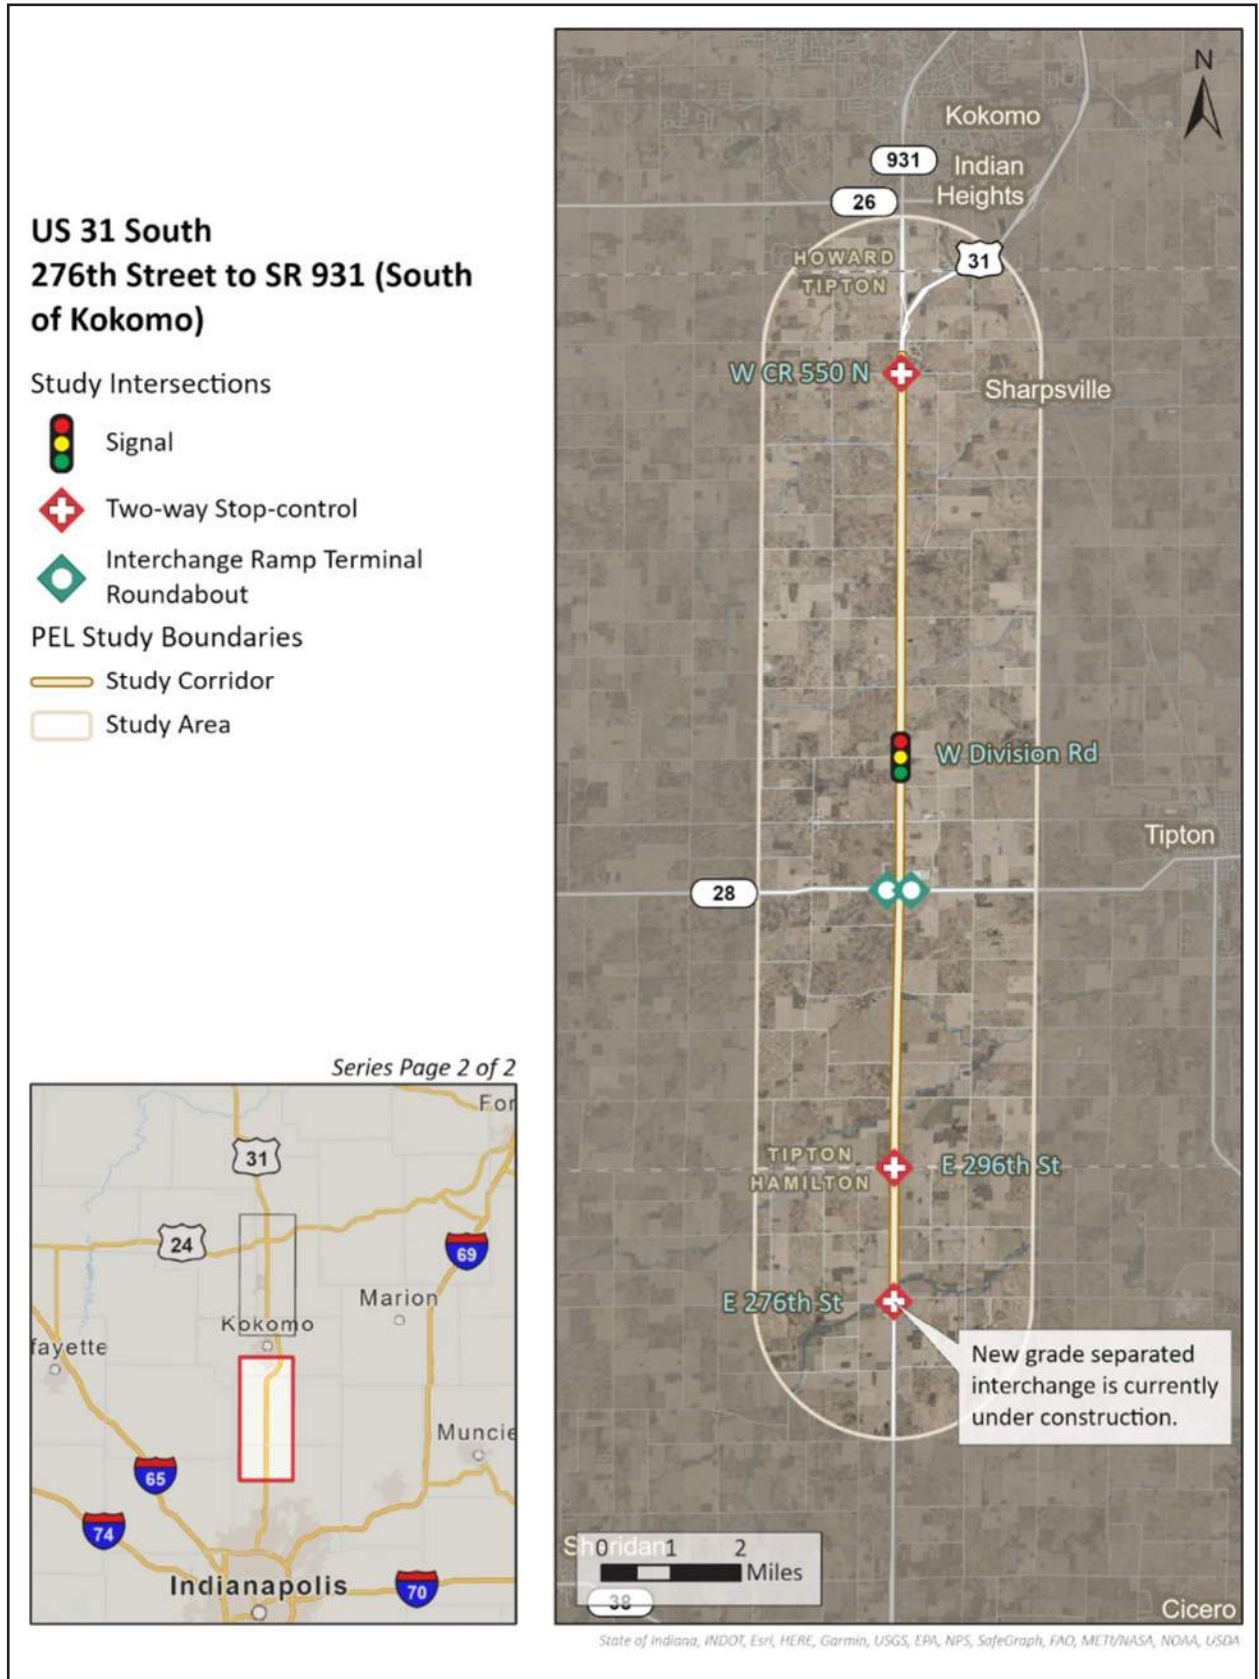 US 31 South
276th Street to SR 931 (South
of Kokomo)
Study Intersections
Signal
Two-way Stop-control
Interchange Ramp Terminal
Roundabout
PEL Study Boundaries
Study Corridor
Study Area
Series Page 2 of 2
For
31
24
69
Marion
Kokomo
fayette
Muncie
65
74
Indianapolis
70
N
Kokomo
931
Indian
Heights
26
HOWARD
31
TIPTON
W CR 550 N
Sharpsville
W Division Rd
Tipton
28
TIPTON
E 296th St
HAMILTON
E 276th St
New grade separated
interchange is currently
under construction.
Sheridan
0 1 2
Miles
38
Cicero
State of Indiana, INDOT, Esri, HERE, Garmin, USGS, EPA, NPS, SafeGraph, FAO, METI/NASA, NOAA, USDA